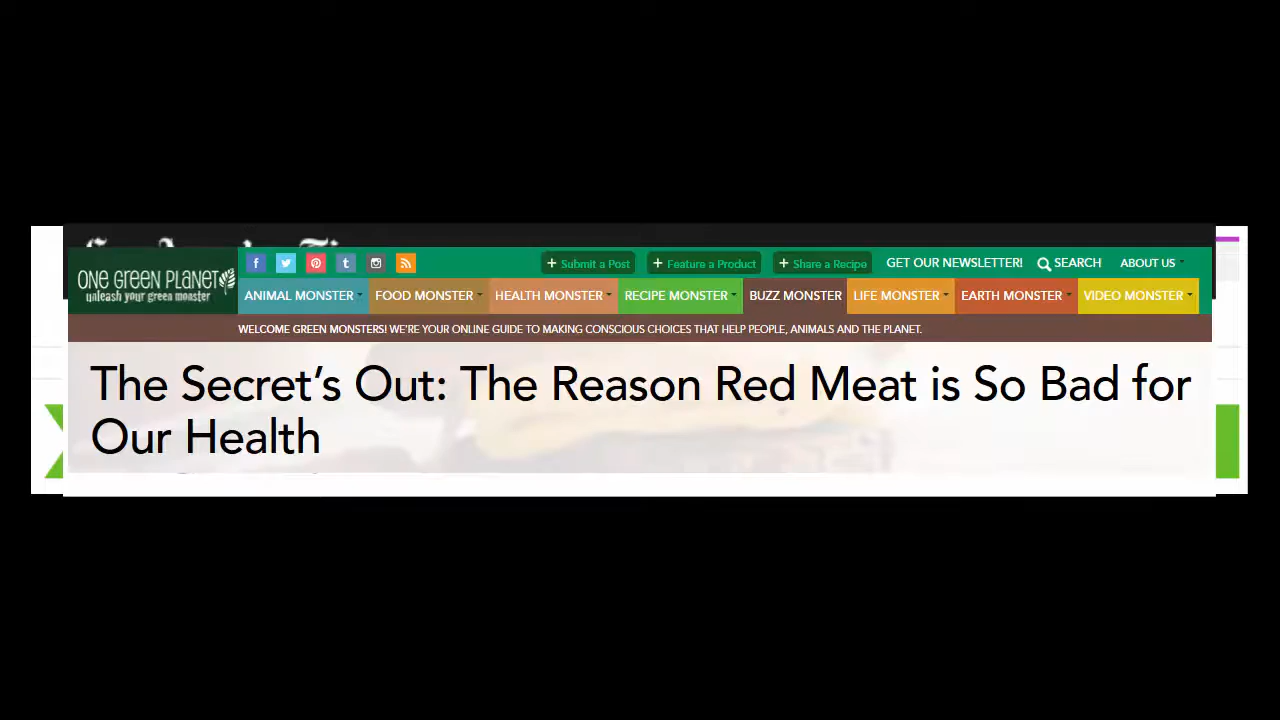 ONE GREEN PLANET
unleash your green monster
+ Submit a Post + Feature a Product + Share a Recipe GET OUR NEWSLETTER! SEARCH ABOUT US
ANIMAL MONSTER FOOD MONSTER HEALTH MONSTER RECIPE MONSTER BUZZ MONSTER LIFE MONSTER EARTH MONSTER VIDEO MONSTER
WELCOME GREEN MONSTERS! WE'RE YOUR ONLINE GUIDE TO MAKING CONSCIOUS CHOICES THAT HELP PEOPLE, ANIMALS AND THE PLANET.
The Secret's Out: The Reason Red Meat is So Bad for
Our Health